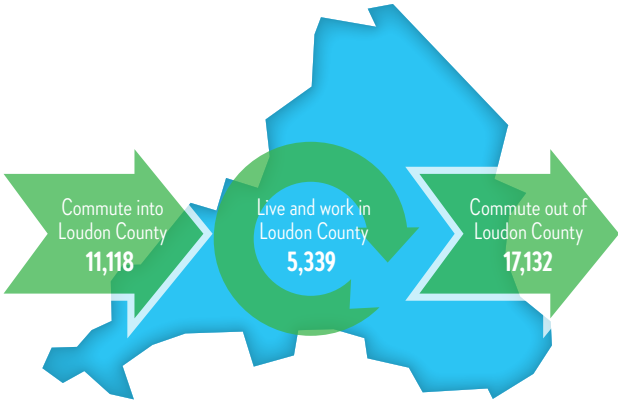 Commute into
Loudon County
11,118
Live and work in
Loudon County
5,339
Commute out of
Loudon County
17,132